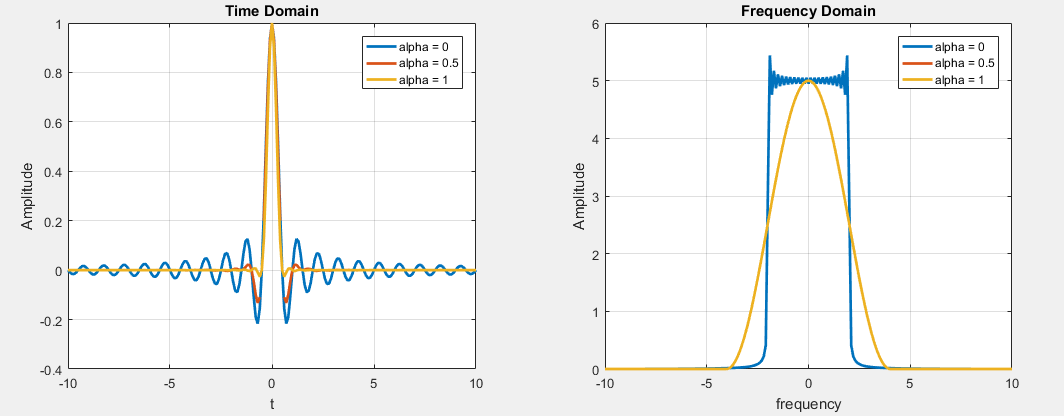 Time Domain
1
0.8
0.6
0.4
0.2
0
-0.2
-0.4
Amplitude
alpha = 0
alpha = 0.5
alpha = 1
-10
-5
0
5
10
t
Frequency Domain
6
5
4
3
2
1
0
Amplitude
alpha = 0
alpha = 0.5
alpha = 1
-10
-5
0
5
10
frequency